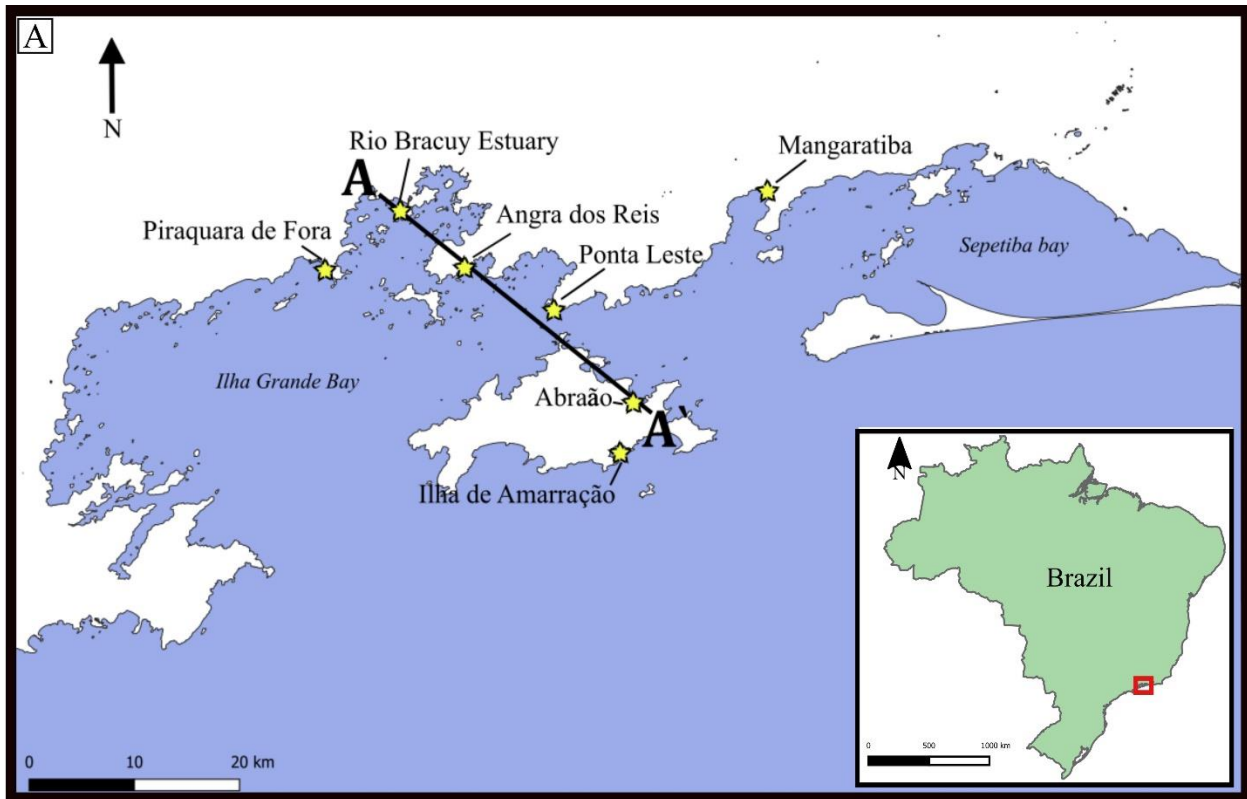 A
N
Rio Bracuy Estuary
Mangaratiba
A
Angra dos Reis
Piraquara de Fora
Ponta Leste
Sepetiba bay
Ilha Grande Bay
Abraão
A`
Ilha de Amarração
N
Brazil
0 500 1000 km
0 10 20 km